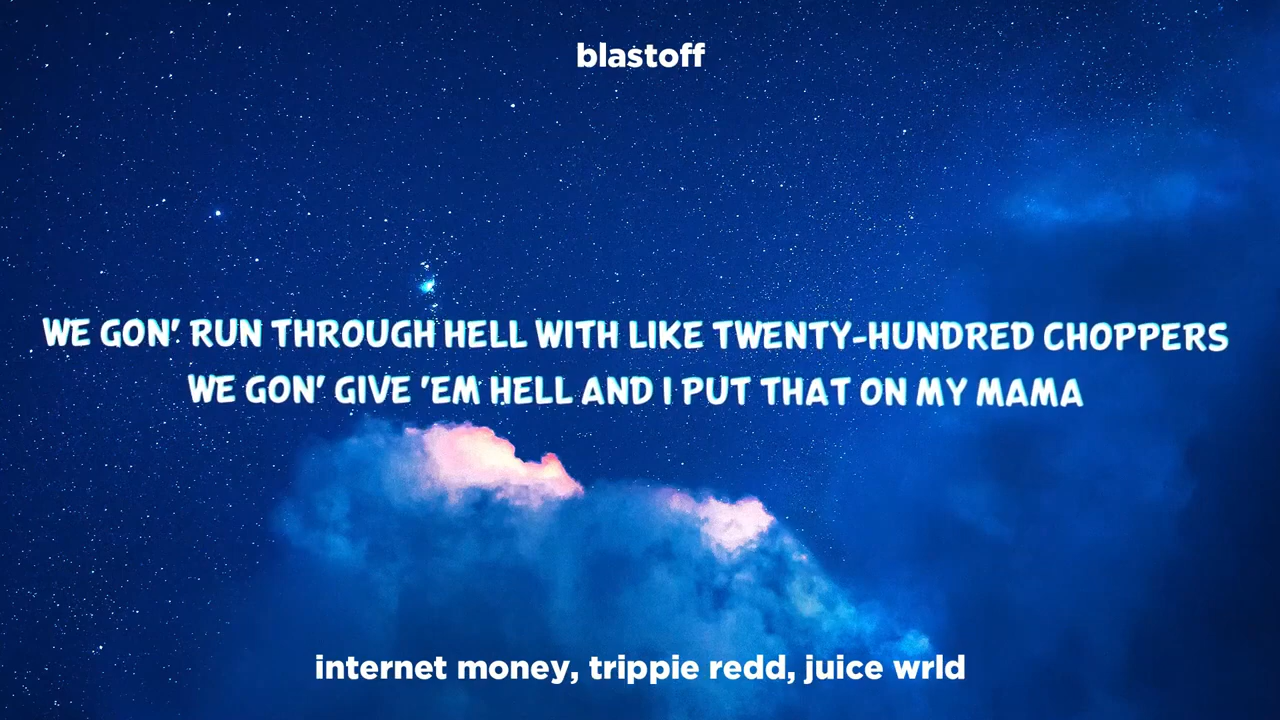 blastoff
WE GON' RUN THROUGH HELL WITH LIKE TWENTY-HUNDRED CHOPPERS
WE GON' GIVE 'EM HELL AND I PUT THAT ON MY MAMA
internet money, trippie redd, juice wrld